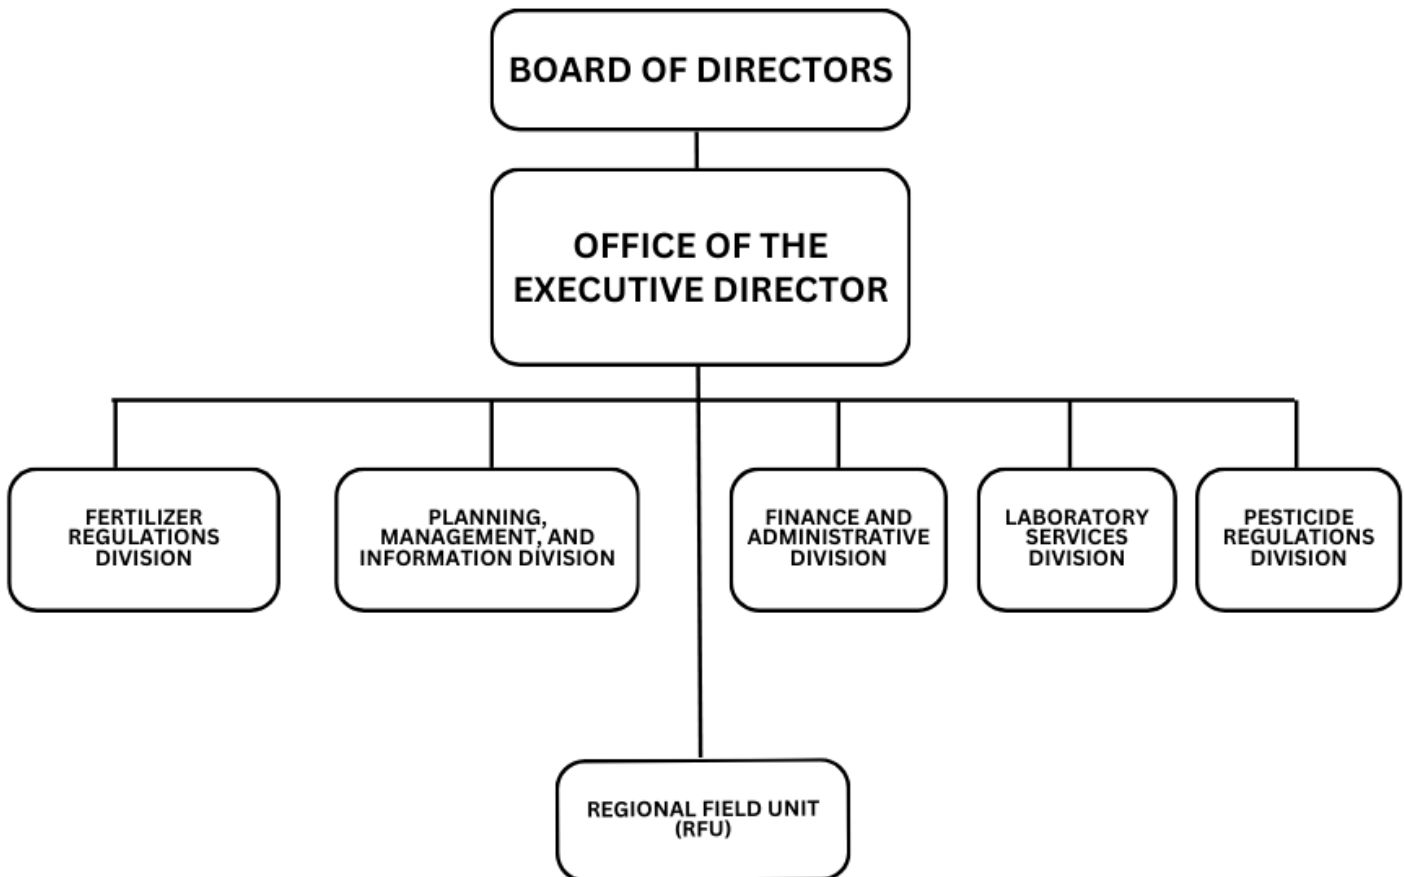 BOARD OF DIRECTORS
OFFICE OF THE
EXECUTIVE DIRECTOR
FERTILIZER
REGULATIONS
DIVISION
PLANNING,
MANAGEMENT, AND
INFORMATION DIVISION
FINANCE AND
ADMINISTRATIVE
DIVISION
LABORATORY
SERVICES
DIVISION
PESTICIDE
REGULATIONS
DIVISION
REGIONAL FIELD UNIT
(RFU)